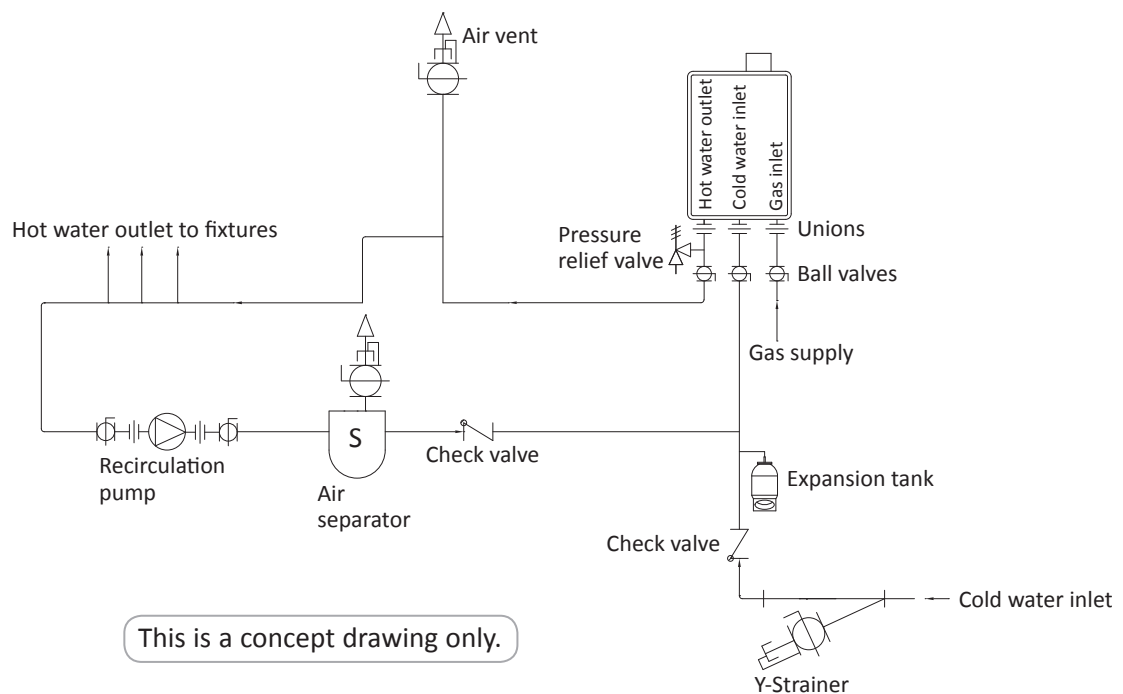 Air vent
Hot water outlet
Cold water inlet
Gas inlet
Hot water outlet to fixtures
Pressure
relief valve
Unions
Ball valves
Gas supply
S
Recirculation
pump
Air
separator
Check valve
Expansion tank
Check valve
Cold water inlet
Y-Strainer
This is a concept drawing only.